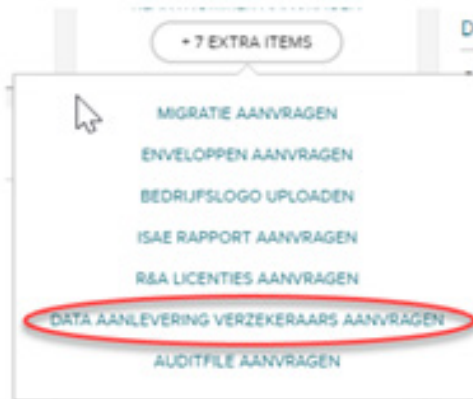 + 7 EXTRA ITEMS
D
MIGRATIE AANVRAGEN
ENVELOPPEN AANVRAGEN
BEDRIJFSLOGO UPLOADEN
ISAE RAPPORT AANVRAGEN
R&A LICENTIES AANVRAGEN
DATA AANLEVERING VERZEKERAARS AANVRAGEN
AUDITFILE AANVRAGEN